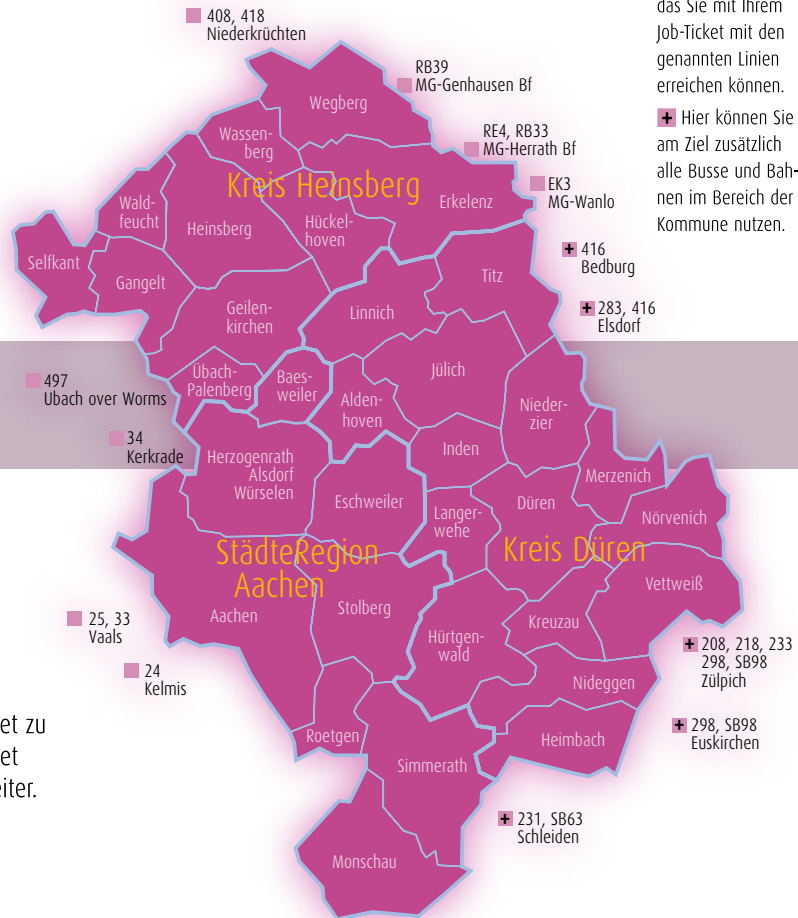 das Sie mit Ihrem
Job-Ticket mit den
genannten Linien
erreichen können.
+ Hier können Sie
am Ziel zusätzlich
alle Busse und Bah-
nen im Bereich der
Kommune nutzen.
408, 418
Niederkrüchten
RB39
MG-Genhausen Bf
Wegberg
RE4, RB33
MG-Herrath Bf
Wassen-
berg
EK3
MG-Wanlo
Kreis Heinsberg
Erkelenz
Wald-
feucht
Heinsberg
Hückel-
hoven
+ 416
Bedburg
Selfkant
Gangelt
Titz
Geilen-
kirchen
Linnich
+ 283, 416
Elsdorf
497
Ubach over Worms
Übach-
Palenberg
Baes-
weiler
Jülich
Alden-
hoven
Nieder-
zier
34
Kerkrade
Herzogenrath
Alsdorf
Würselen
Inden
Merzenich
Eschweiler
Düren
Langer-
wehe
Nörvenich
StädteRegion
Aachen
Kreis Düren
Vettweiß
Aachen
Stolberg
Kreuzau
25, 33
Vaals
Hürtgen-
wald
+ 208, 218, 233
298, SB98
Zülpich
24
Kelmis
Nideggen
et zu
et
iter.
Roetgen
Heimbach
+ 298, SB98
Euskirchen
Simmerath
+ 231, SB63
Schleiden
Monschau